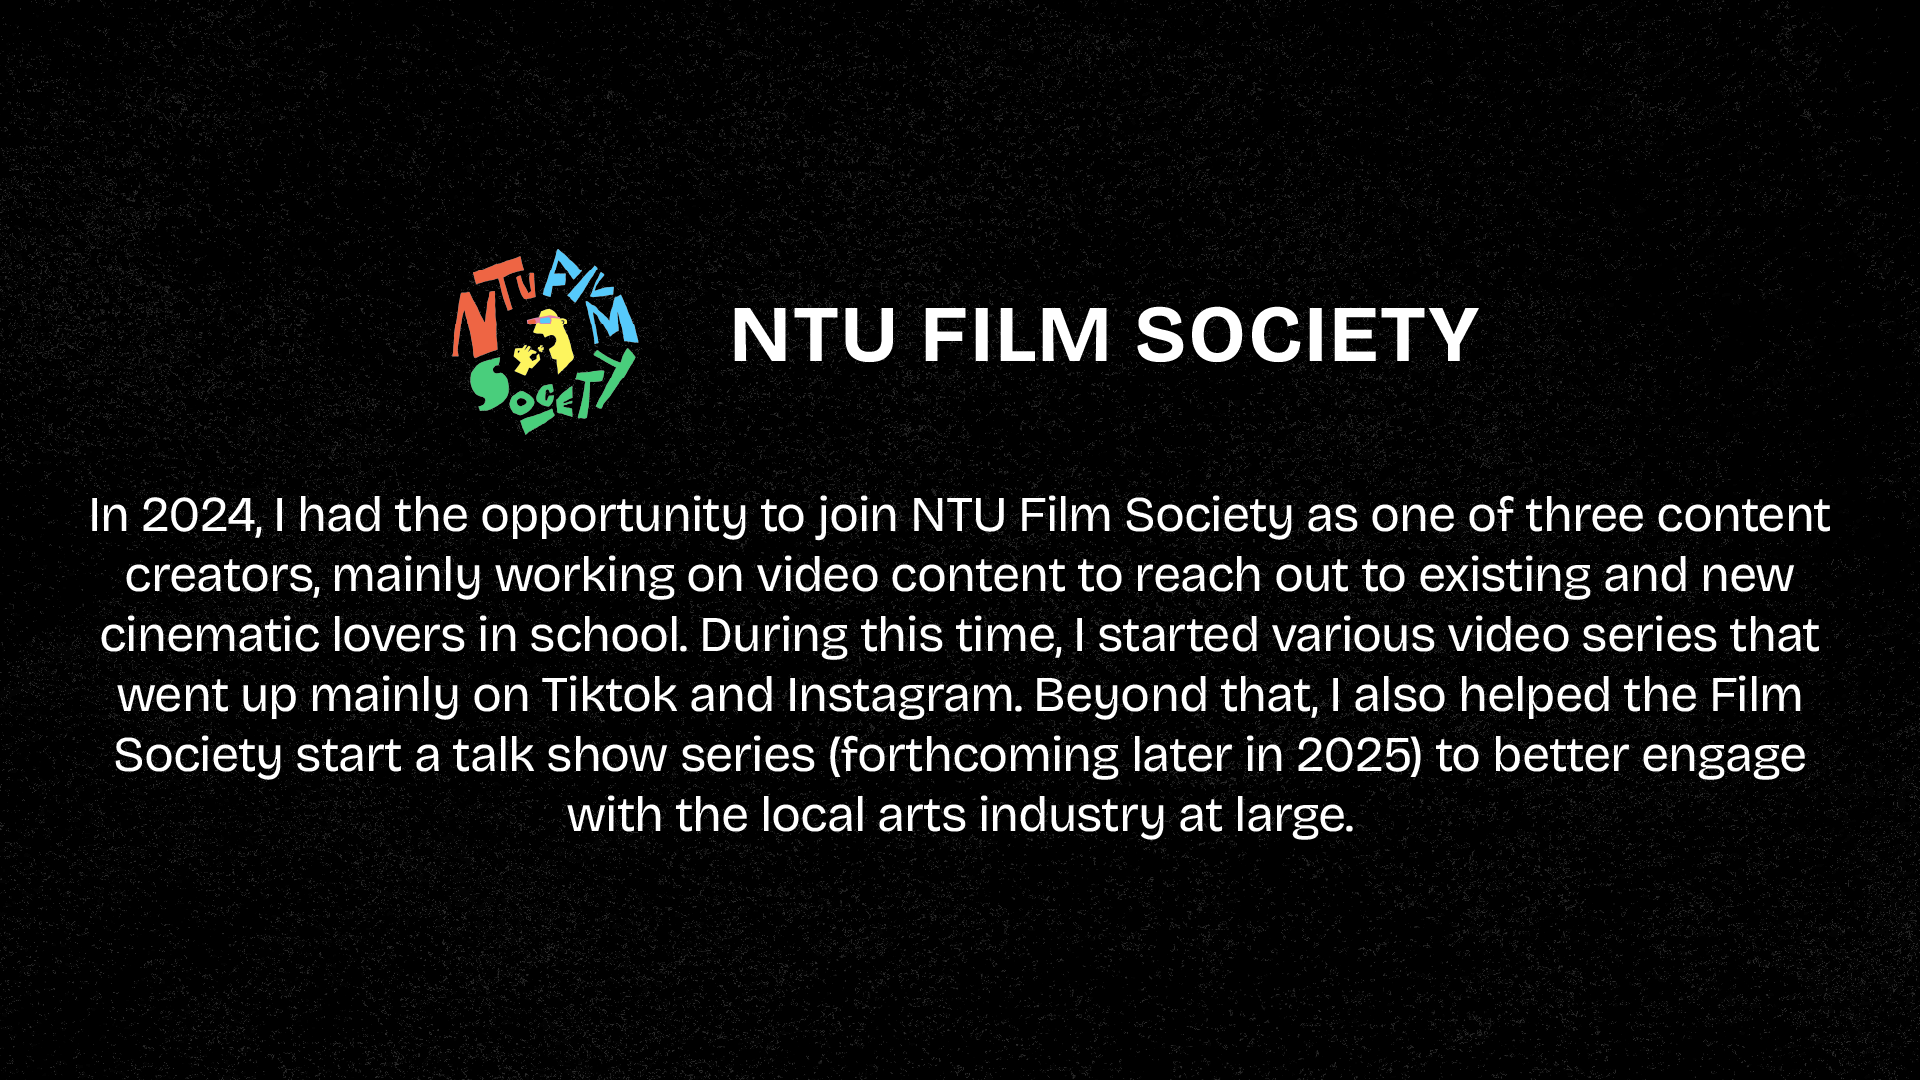 NTU FILM
SOCIETY
NTU FILM SOCIETY
In 2024, I had the opportunity to join NTU Film Society as one of three content
creators, mainly working on video content to reach out to existing and new
cinematic lovers in school. During this time, I started various video series that
went up mainly on Tiktok and Instagram. Beyond that, I also helped the Film
Society start a talk show series (forthcoming later in 2025) to better engage
with the local arts industry at large.